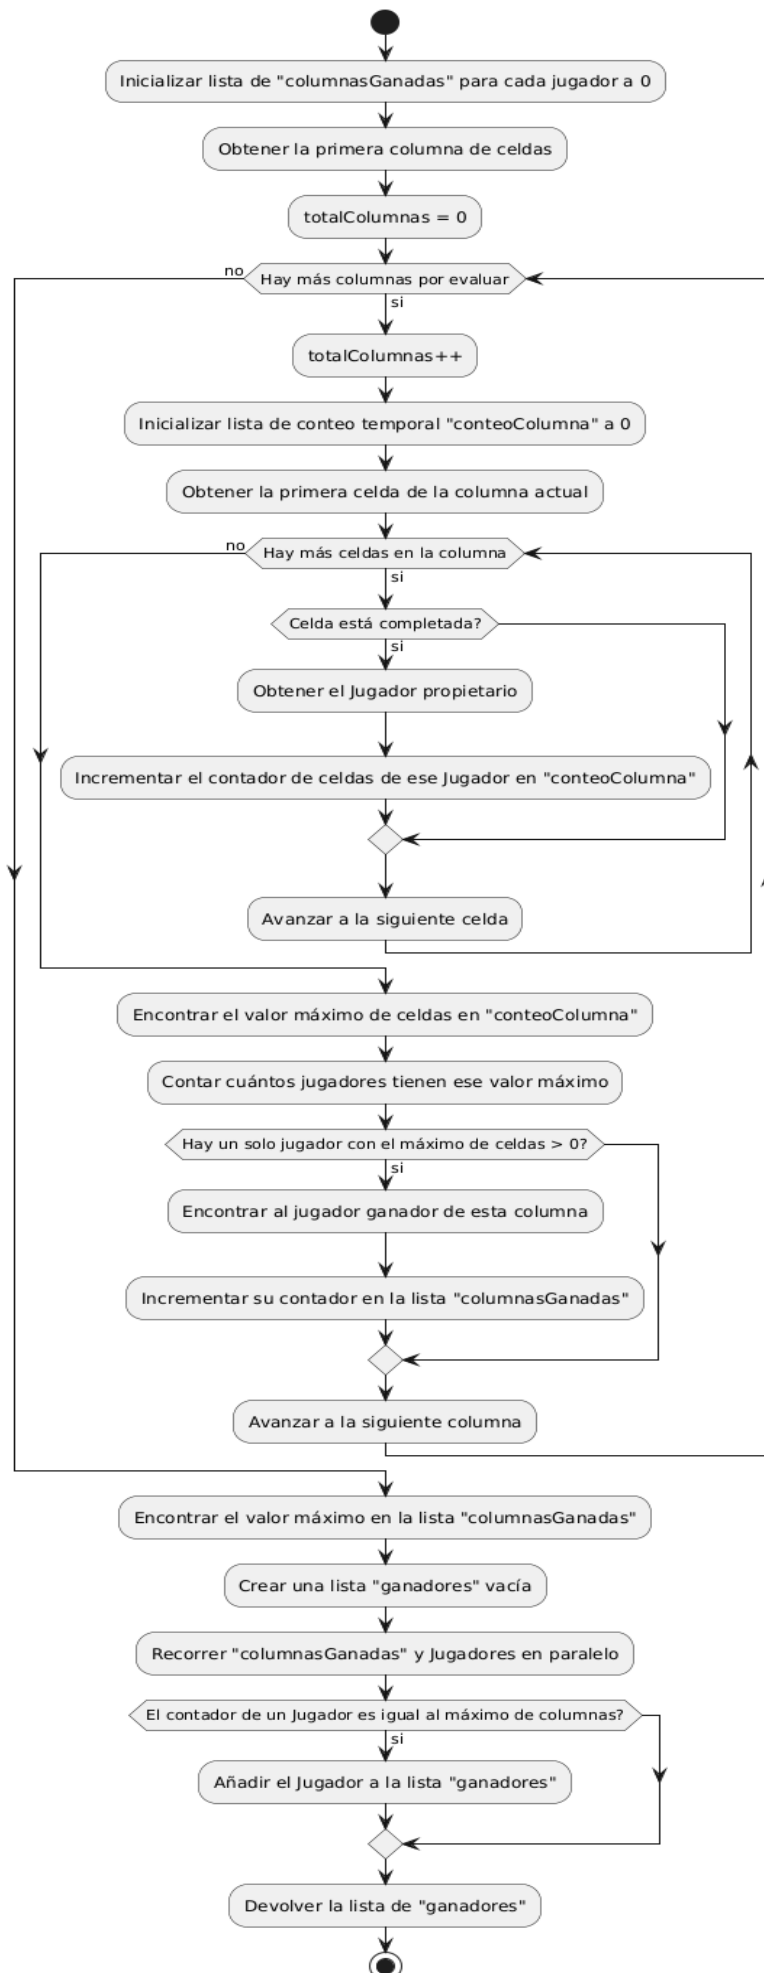 Inicializar lista de "columnasGanadas" para cada jugador a 0
Obtener la primera columna de celdas
totalColumnas = 0
no
Hay más columnas por evaluar
si
totalColumnas++
Inicializar lista de conteo temporal "conteoColumna" a 0
Obtener la primera celda de la columna actual
no
Hay más celdas en la columna
si
Celda está completada?
si
Obtener el Jugador propietario
Incrementar el contador de celdas de ese Jugador en "conteoColumna"
Avanzar a la siguiente celda
Encontrar el valor máximo de celdas en "conteoColumna"
Contar cuántos jugadores tienen ese valor máximo
Hay un solo jugador con el máximo de celdas > 0?
si
Encontrar al jugador ganador de esta columna
Incrementar su contador en la lista "columnasGanadas"
Avanzar a la siguiente columna
Encontrar el valor máximo en la lista "columnasGanadas"
Crear una lista "ganadores" vacía
Recorrer "columnasGanadas" y Jugadores en paralelo
El contador de un Jugador es igual al máximo de columnas?
si
Añadir el Jugador a la lista "ganadores"
Devolver la lista de "ganadores"